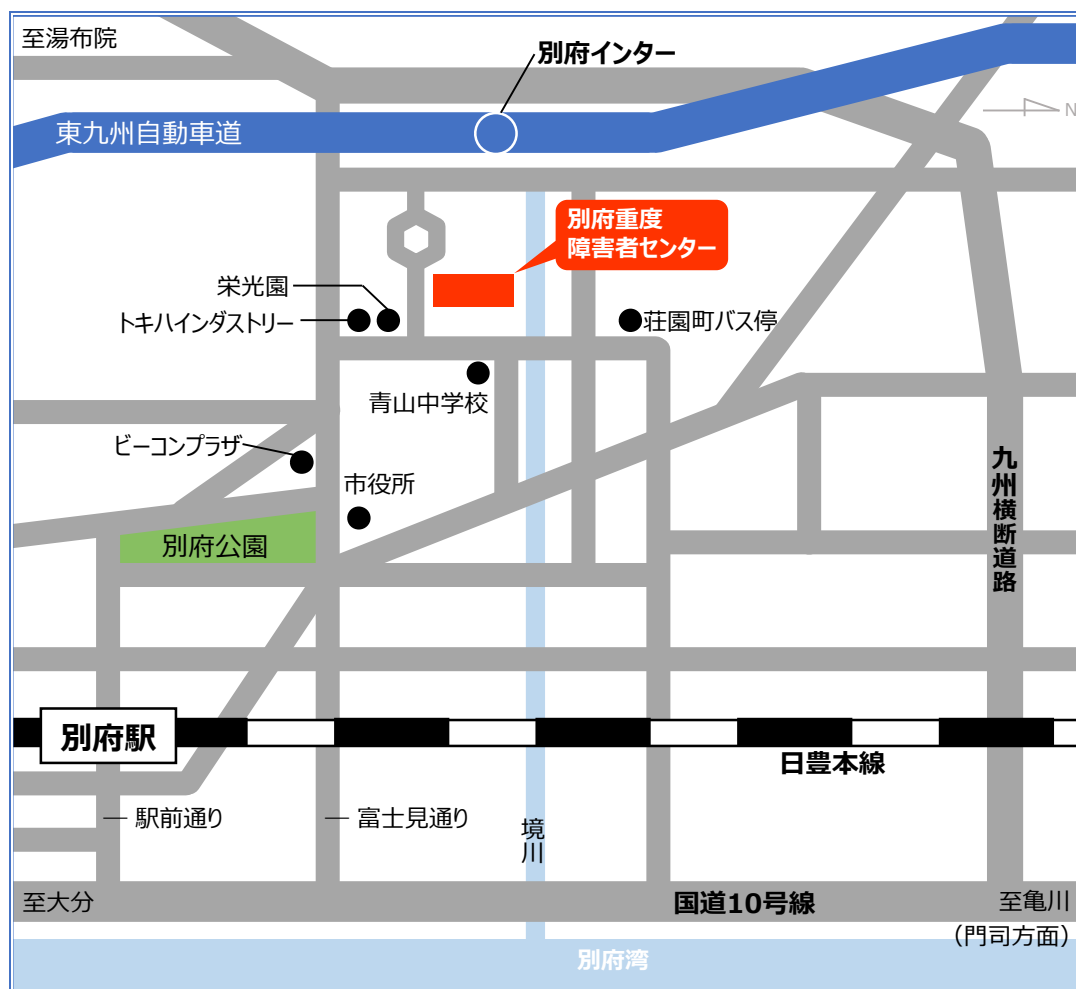 至湯布院
別府インター
N
東九州自動車道
別府重度
障害者センター
栄光園
トキハインダストリー
荘園町バス停
青山中学校
ビーコンプラザ
市役所
九州横断道路
別府公園
別府駅
日豊本線
駅前通り
富士見通り
境川
至大分
国道10号線
至亀川
（門司方面）
別府湾